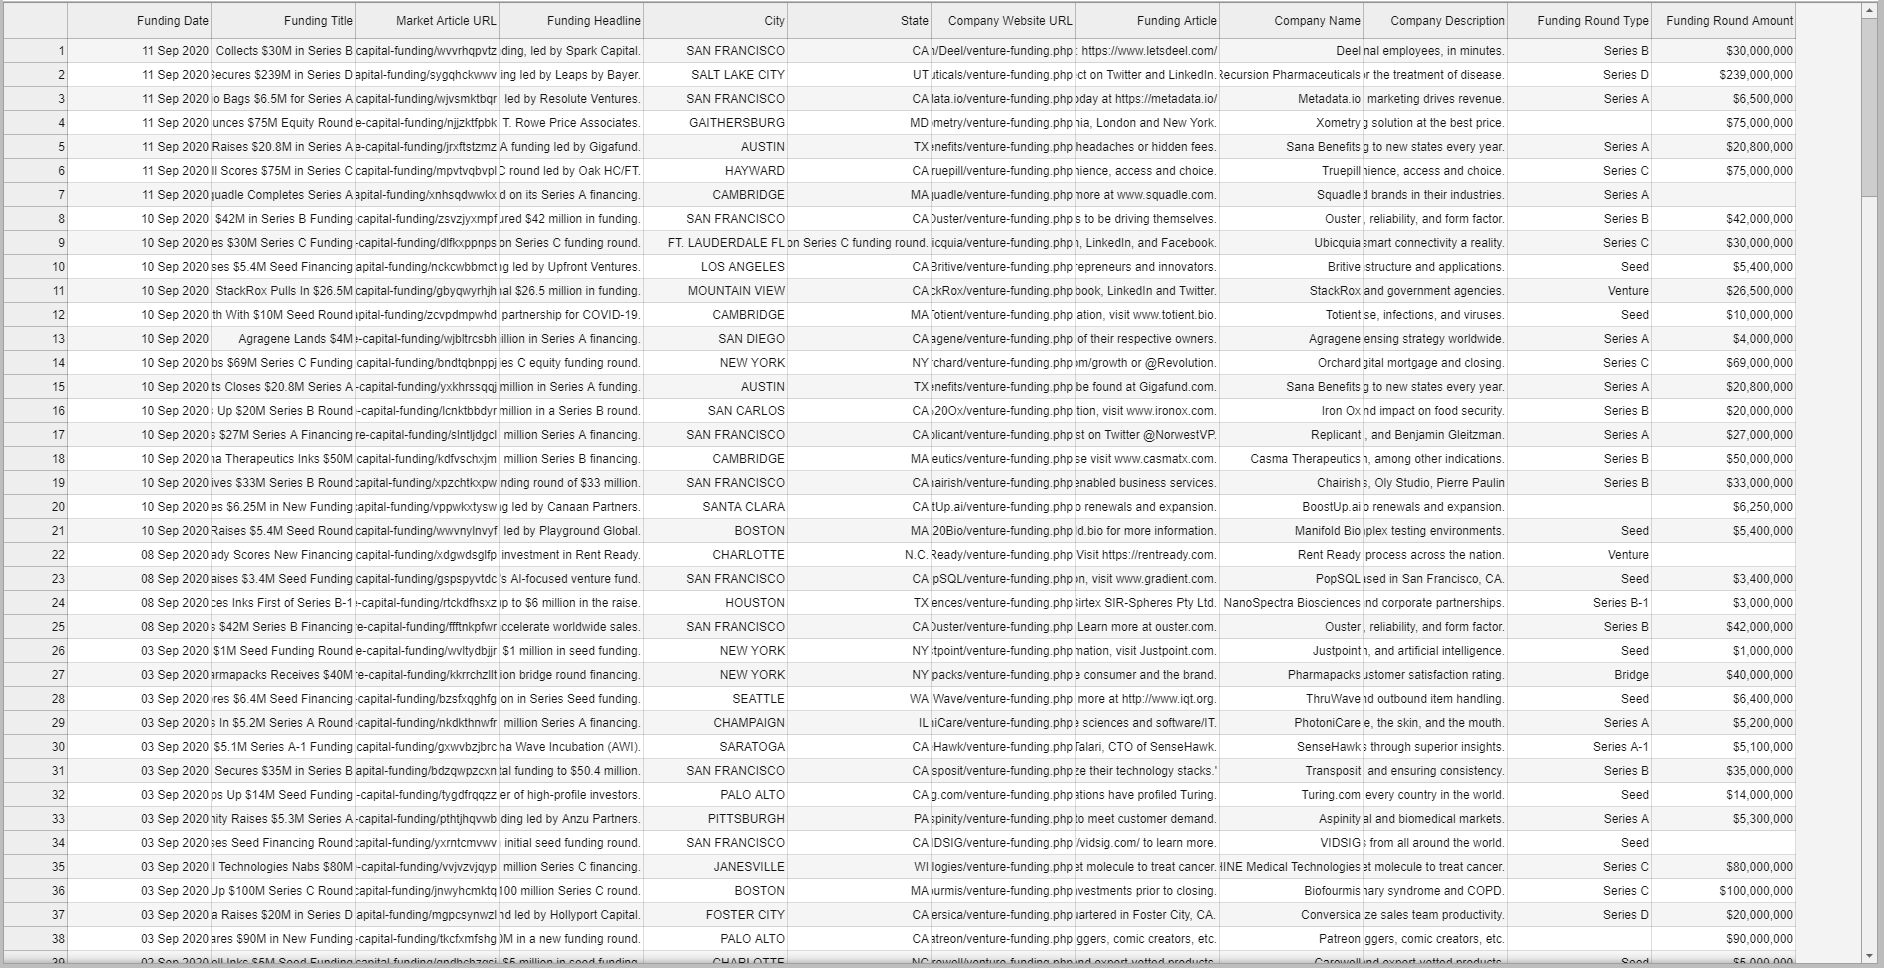 Funding Date Funding Title Market Article URL Funding Headline City State Company Website URL Funding Article Company Name Company Description Funding Round Type Funding Round Amount
1 11 Sep 2020 Collects $30M in Series B capital-funding/wvvrhqpvtz ding, led by Spark Capital. SAN FRANCISCO CA n/Deel/venture-funding.php : https://www.letsdeel.com/ Deel nal employees, in minutes. Series B $30,000,000
2 11 Sep 2020 Secures $239M in Series D apital-funding/sygqhckwwv ing led by Leaps by Bayer. SALT LAKE CITY UT uticals/venture-funding.php ct on Twitter and LinkedIn. Recursion Pharmaceuticals or the treatment of disease. Series D $239,000,000
3 11 Sep 2020 o Bags $6.5M for Series A capital-funding/wjvsmktbqr led by Resolute Ventures. SAN FRANCISCO CA data.io/venture-funding.php oday at https://metadata.io/ Metadata.io marketing drives revenue. Series A $6,500,000
4 11 Sep 2020 unces $75M Equity Round e-capital-funding/njjzktfpbk T. Rowe Price Associates. GAITHERSBURG MD ometry/venture-funding.php nia, London and New York. Xometry g solution at the best price. $75,000,000
5 11 Sep 2020 Raises $20.8M in Series A e-capital-funding/jrxftstzmz A funding led by Gigafund. AUSTIN TX enefits/venture-funding.php headaches or hidden fees. Sana Benefits g to new states every year. Series A $20,800,000
6 11 Sep 2020 ll Scores $75M in Series C capital-funding/mpvtvqbvpl C round led by Oak HC/FT. HAYWARD CA ruepill/venture-funding.php nience, access and choice. Truepill nience, access and choice. Series C $75,000,000
7 11 Sep 2020 quadle Completes Series A apital-funding/xnhsqdwwkx d on its Series A financing. CAMBRIDGE MA quadle/venture-funding.php more at www.squadle.com. Squadle d brands in their industries. Series A
8 10 Sep 2020 $42M in Series B Funding -capital-funding/zsvzjyxmpf ured $42 million in funding. SAN FRANCISCO CA Ouster/venture-funding.php s to be driving themselves. Ouster , reliability, and form factor. Series B $42,000,000
9 10 Sep 2020 es $30M Series C Funding -capital-funding/dlfkxppnps on Series C funding round. FT. LAUDERDALE FL on Series C funding round. icquia/venture-funding.php n, LinkedIn, and Facebook. Ubicquia smart connectivity a reality. Series C $30,000,000
10 10 Sep 2020 ses $5.4M Seed Financing apital-funding/nckcwbbmct g led by Upfront Ventures. LOS ANGELES CA Britive/venture-funding.php repreneurs and innovators. Britive structure and applications. Seed $5,400,000
11 10 Sep 2020 StackRox Pulls In $26.5M capital-funding/gbyqwyrhjh al $26.5 million in funding. MOUNTAIN VIEW CA ckRox/venture-funding.php book, LinkedIn and Twitter. StackRox and government agencies. Venture $26,500,000
12 10 Sep 2020 th With $10M Seed Round apital-funding/zcvpdmpwhd partnership for COVID-19. CAMBRIDGE MA Totient/venture-funding.php ation, visit www.totient.bio. Totient se, infections, and viruses. Seed $10,000,000
13 10 Sep 2020 Agragene Lands $4M e-capital-funding/wjbltrcsbh illion in Series A financing. SAN DIEGO CA agene/venture-funding.php of their respective owners. Agragene ensing strategy worldwide. Series A $4,000,000
14 10 Sep 2020 bs $69M Series C Funding -capital-funding/bndtqbnppj es C equity funding round. NEW YORK NY rchard/venture-funding.php om/growth or @Revolution. Orchard gital mortgage and closing. Series C $69,000,000
15 10 Sep 2020 ts Closes $20.8M Series A -capital-funding/yxkhrssqqj million in Series A funding. AUSTIN TX enefits/venture-funding.php be found at Gigafund.com. Sana Benefits g to new states every year. Series A $20,800,000
16 10 Sep 2020 Up $20M Series B Round -capital-funding/lcnktbbdyr million in a Series B round. SAN CARLOS CA 20Ox/venture-funding.php tion, visit www.ironox.com. Iron Ox nd impact on food security. Series B $20,000,000
17 10 Sep 2020 s $27M Series A Financing re-capital-funding/slntljdgcl million Series A financing. SAN FRANCISCO CA plicant/venture-funding.php st on Twitter @NorwestVP. Replicant , and Benjamin Gleitzman. Series A $27,000,000
18 10 Sep 2020 na Therapeutics Inks $50M capital-funding/kdfvschxjm million Series B financing. CAMBRIDGE MA eutics/venture-funding.php se visit www.casmatx.com. Casma Therapeutics n, among other indications. Series B $50,000,000
19 10 Sep 2020 ives $33M Series B Round capital-funding/xpzchtkxpw nding round of $33 million. SAN FRANCISCO CA hairish/venture-funding.php enabled business services. Chairish s, Oly Studio, Pierre Paulin Series B $33,000,000
20 10 Sep 2020 es $6.25M in New Funding capital-funding/vppwkxtysw g led by Canaan Partners. SANTA CLARA CA tUp.ai/venture-funding.php o renewals and expansion. BoostUp.ai o renewals and expansion. $6,250,000
21 10 Sep 2020 Raises $5.4M Seed Round capital-funding/wwvnylnvyf led by Playground Global. BOSTON MA 20Bio/venture-funding.php d.bio for more information. Manifold Bio plex testing environments. Seed $5,400,000
22 08 Sep 2020 ady Scores New Financing capital-funding/xdgwdsglfp investment in Rent Ready. CHARLOTTE N.C. Ready/venture-funding.php Visit https://rentready.com. Rent Ready process across the nation. Venture
23 08 Sep 2020 aises $3.4M Seed Funding capital-funding/gspspyvtdc 's AI-focused venture fund. SAN FRANCISCO CA pSQL/venture-funding.php on, visit www.gradient.com. PopSQL ased in San Francisco, CA. Seed $3,400,000
24 08 Sep 2020 ces Inks First of Series B-1 -capital-funding/rtckdfhsxz p to $6 million in the raise. HOUSTON TX ences/venture-funding.php Sirtex SIR-Spheres Pty Ltd. NanoSpectra Biosciences nd corporate partnerships. Series B-1 $3,000,000
25 08 Sep 2020 s $42M Series B Financing re-capital-funding/ffftnkpfwr ccelerate worldwide sales. SAN FRANCISCO CA Ouster/venture-funding.php Learn more at ouster.com. Ouster , reliability, and form factor. Series B $42,000,000
26 03 Sep 2020 $1M Seed Funding Round e-capital-funding/wvltydbjjr $1 million in seed funding. NEW YORK NY stpoint/venture-funding.php mation, visit Justpoint.com. Justpoint n, and artificial intelligence. Seed $1,000,000
27 03 Sep 2020 armapacks Receives $40M re-capital-funding/kkrrchzllt ion bridge round financing. NEW YORK NY packs/venture-funding.php e consumer and the brand. Pharmapacks ustomer satisfaction rating. Bridge $40,000,000
28 03 Sep 2020 res $6.4M Seed Financing -capital-funding/bzsfxqghfg on in Series Seed funding. SEATTLE WA Wave/venture-funding.php more at http://www.iqt.org. ThruWave nd outbound item handling. Seed $6,400,000
29 03 Sep 2020 s In $5.2M Series A Round -capital-funding/nkdkthnwfr million Series A financing. CHAMPAIGN IL niCare/venture-funding.php e sciences and software/IT. PhotoniCare e, the skin, and the mouth. Series A $5,200,000
30 03 Sep 2020 $5.1M Series A-1 Funding capital-funding/gxwvbzjbrc ha Wave Incubation (AWI). SARATOGA CA Hawk/venture-funding.php Talari, CTO of SenseHawk. SenseHawk s through superior insights. Series A-1 $5,100,000
31 03 Sep 2020 Secures $35M in Series B apital-funding/bdzqwpzcxn tal funding to $50.4 million. SAN FRANCISCO CA sposit/venture-funding.php ze their technology stacks.' Transposit and ensuring consistency. Series B $35,000,000
32 03 Sep 2020 ps Up $14M Seed Funding -capital-funding/tygdfrqqzz er of high-profile investors. PALO ALTO CA g.com/venture-funding.php ations have profiled Turing. Turing.com every country in the world. Seed $14,000,000
33 03 Sep 2020 nity Raises $5.3M Series A -capital-funding/pthtjhqvwb ding led by Anzu Partners. PITTSBURGH PA spinity/venture-funding.php to meet customer demand. Aspinity al and biomedical markets. Series A $5,300,000
34 03 Sep 2020 ses Seed Financing Round capital-funding/yxrntcmvwv initial seed funding round. SAN FRANCISCO CA IDSIG/venture-funding.php /vidsig.com/ to learn more. VIDSIG s from all around the world. Seed
35 03 Sep 2020 l Technologies Nabs $80M -capital-funding/vvjvzvjqyp million Series C financing. JANESVILLE WI logies/venture-funding.php et molecule to treat cancer. HINE Medical Technologies et molecule to treat cancer. Series C $80,000,000
36 03 Sep 2020 Up $100M Series C Round capital-funding/jnwyhcmktq 100 million Series C round. BOSTON MA ourmis/venture-funding.php vestments prior to closing. Biofourmis nary syndrome and COPD. Series C $100,000,000
37 03 Sep 2020 a Raises $20M in Series D apital-funding/mgpcsynwzl nd led by Hollyport Capital. FOSTER CITY CA ersica/venture-funding.php uartered in Foster City, CA. Conversica ze sales team productivity. Series D $20,000,000
38 03 Sep 2020 ares $90M in New Funding -capital-funding/tkcfxmfshg 0M in a new funding round. PALO ALTO CA atreon/venture-funding.php ggers, comic creators, etc. Patreon ggers, comic creators, etc. $90,000,000